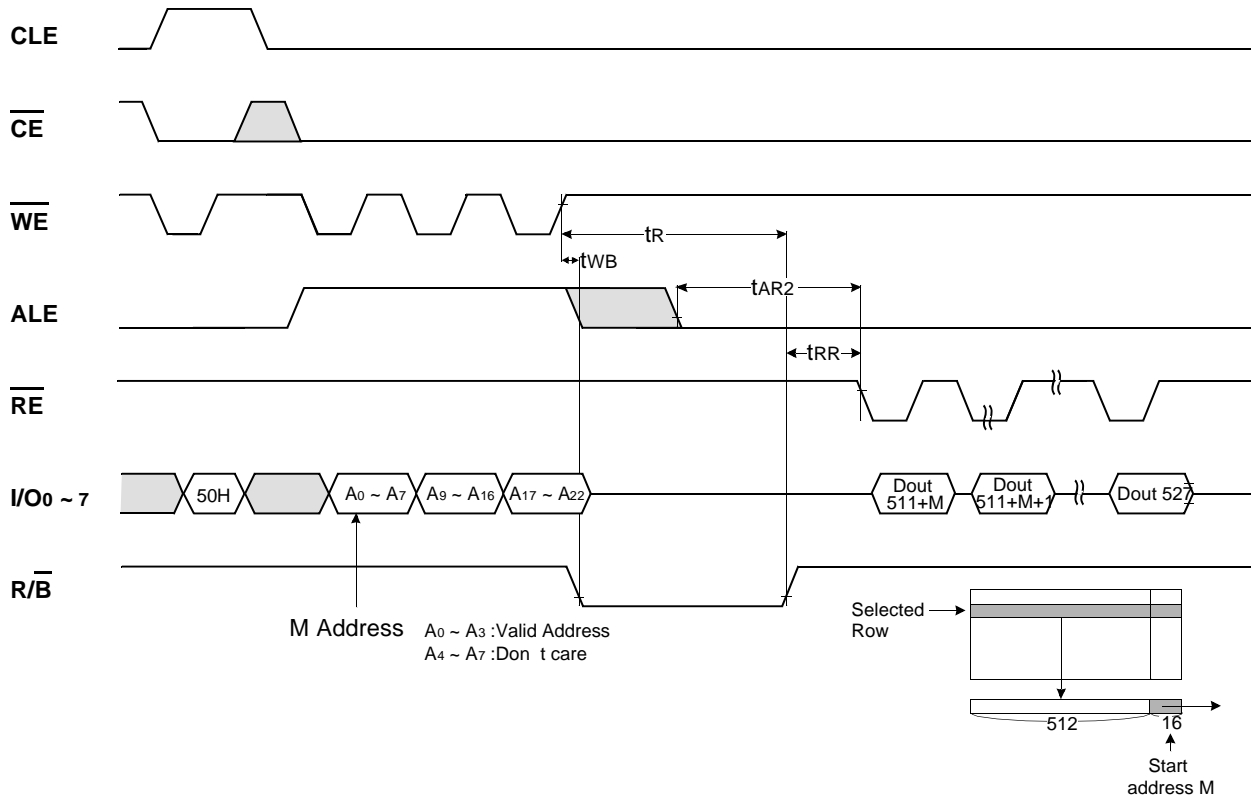 CLE
CE
WE
tR
tWB
ALE
tAR2
tRR
RE
I/O0 ~ 7
50H
A0 ~ A7
A9 ~ A16
A17 ~ A22
Dout
511+M
Dout
511+M+1
Dout 527
R/B
M Address
A0 ~ A3 :Valid Address
A4 ~ A7 :Don t care
Selected
Row
512
16
Start
address M